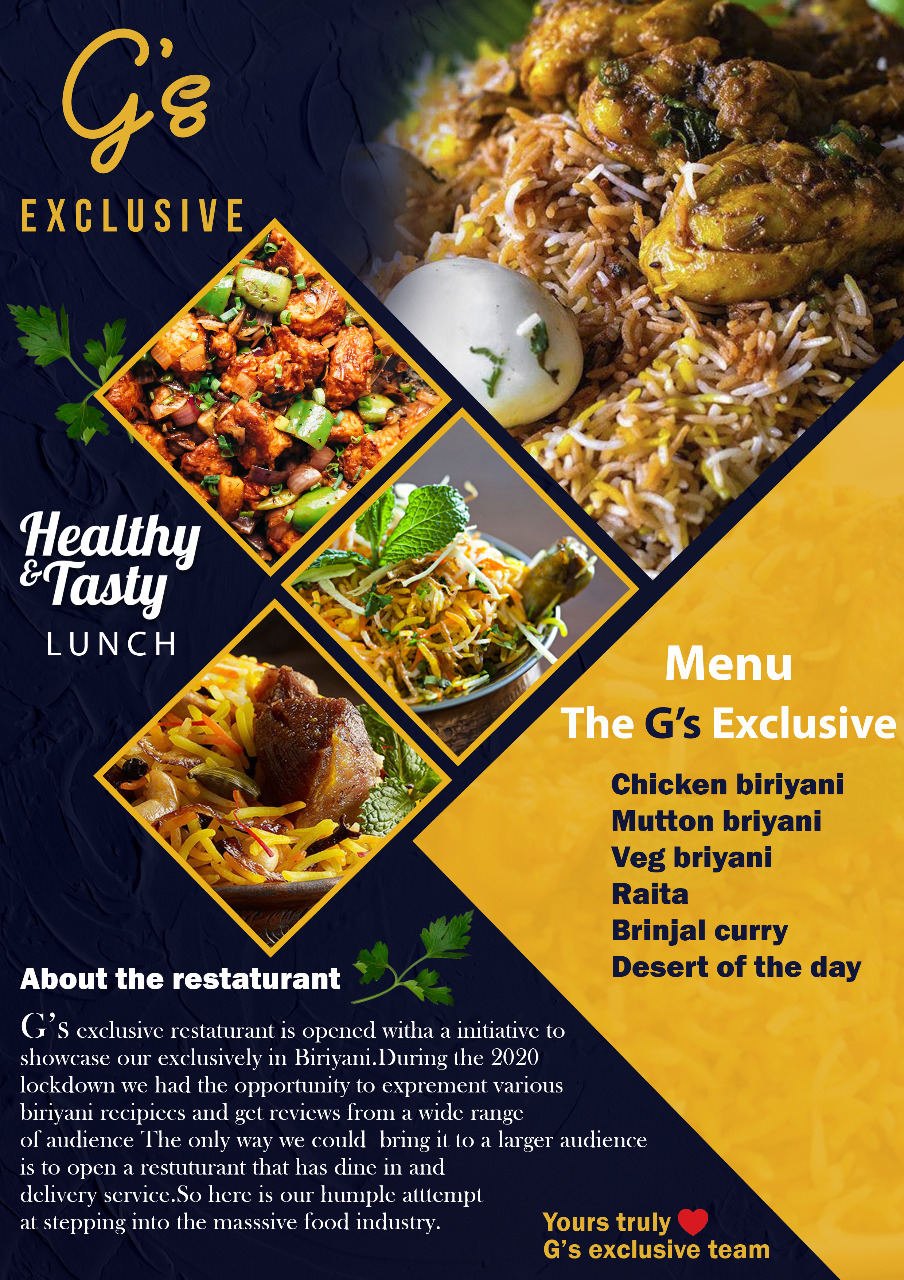 G's
EXCLUSIVE
Healthy
& Tasty
LUNCH
Menu
The G's Exclusive
Chicken biriyani
Mutton briyani
Veg briyani
Raita
Brinjal curry
Desert of the day
About the restaturant
G's exclusive restaturant is opened witha a initiative to
showcase our exclusively in Biriyani.During the 2020
lockdown we had the opportunity to exprement various
biriyani recipiecs and get reviews from a wide range
of audience The only way we could bring it to a larger audience
is to open a restuturant that has dine in and
delivery service.So here is our humple atttempt
at stepping into the masssive food industry.
Yours truly ❤
G's exclusive team